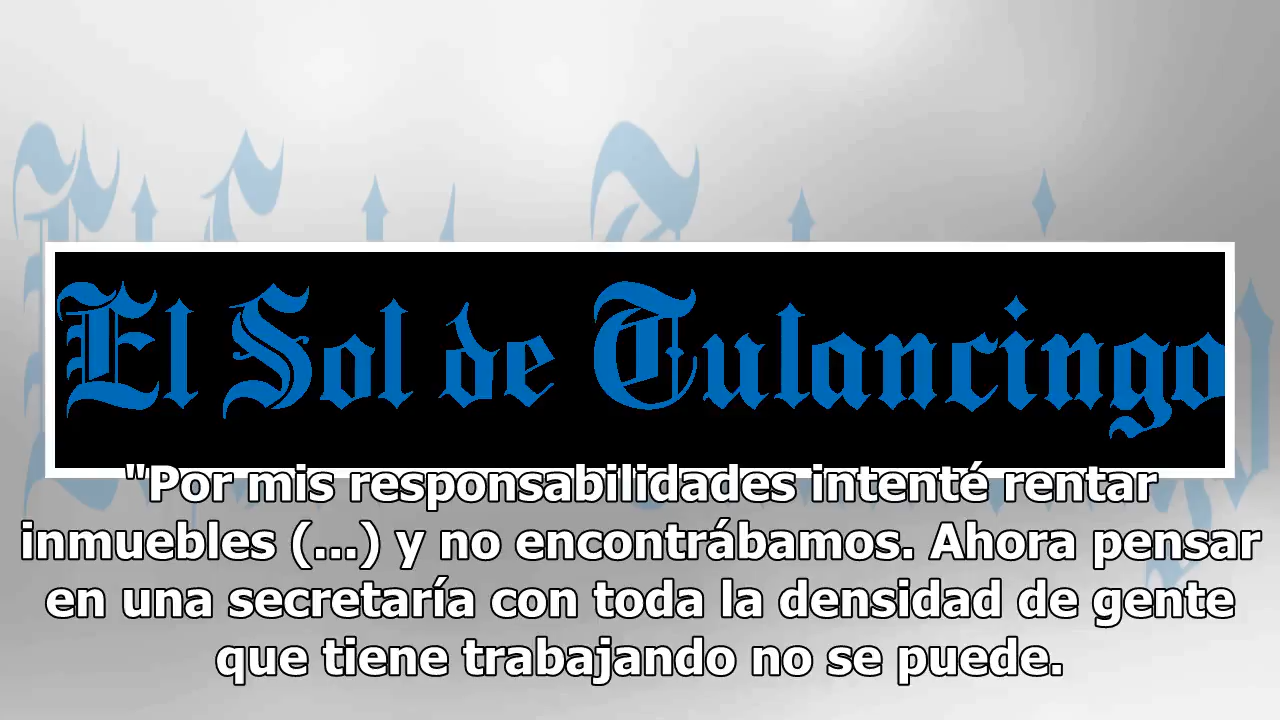 El Sol de Tulancingo
"Por mis responsabilidades intenté rentar
inmuebles (...) y no encontrábamos. Ahora pensar
en una secretaría con toda la densidad de gente
que tiene trabajando no se puede.